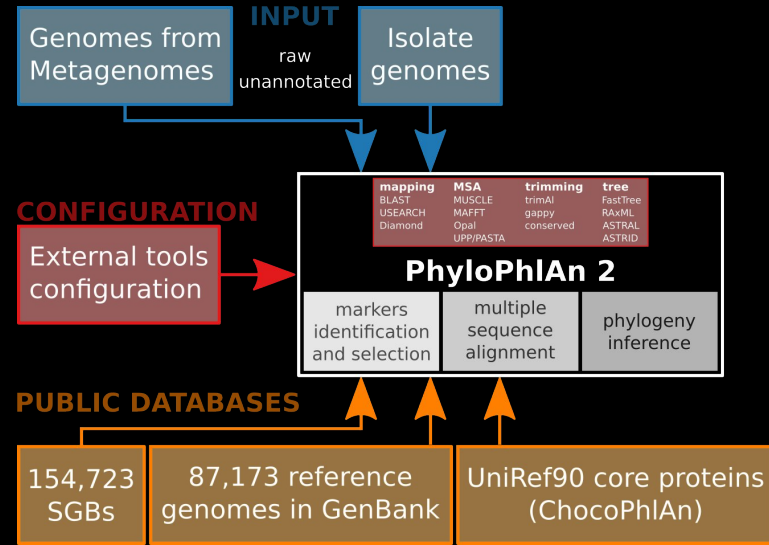 INPUT
Genomes from
Metagenomes
raw
unannotated
Isolate
genomes
CONFIGURATION
External tools
configuration
mapping MSA trimming tree
BLAST MUSCLE trimAl FastTree
USEARCH MAFFT gappy RAxML
Diamond Opal conserved ASTRAL
UPP/PASTA ASTRID
PhyloPhlAn 2
markers
identification
and selection
multiple
sequence
alignment
phylogeny
inference
PUBLIC DATABASES
154,723
SGBs
87,173 reference
genomes in GenBank
UniRef90 core proteins
(ChocoPhlAn)